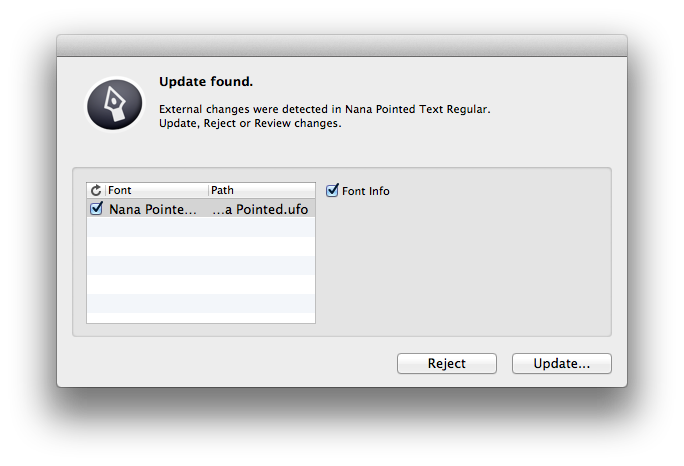 Update found.
External changes were detected in Nana Pointed Text Regular.
Update, Reject or Review changes.
Font Path
Nana Pointe... ...a Pointed.ufo
Font Info
Reject Update...